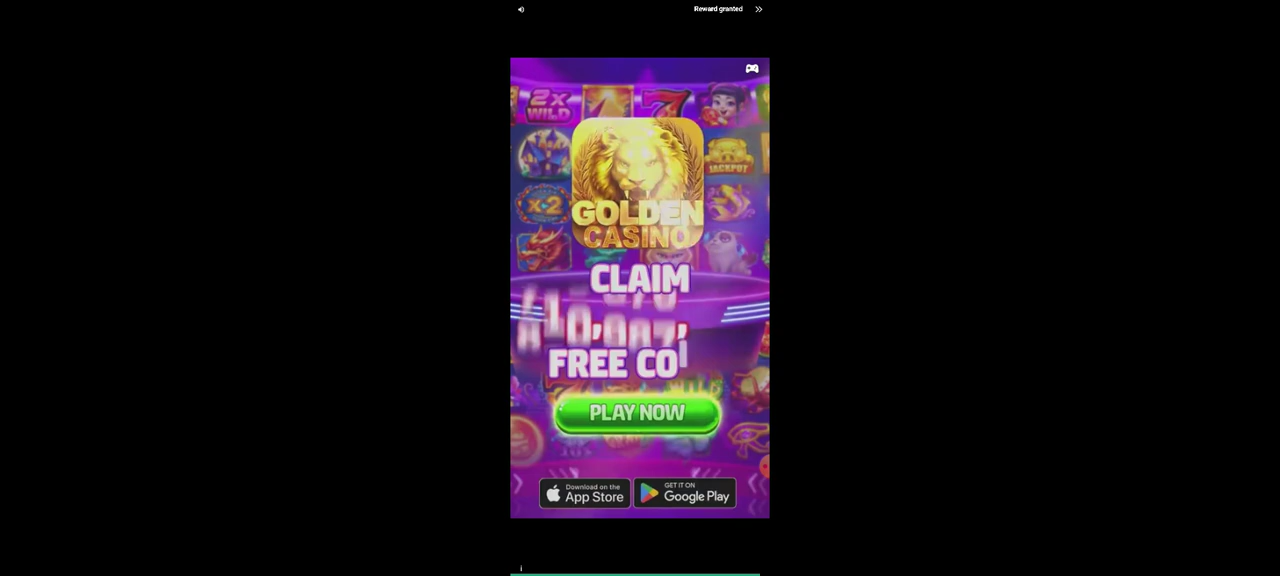 Reward granted
2x
WILD
7
JACKPOT
x2
GOLDEN
CASINO
CLAIM
FREE CO
PLAY NOW
Download on the
App Store
GET IT ON
Google Play